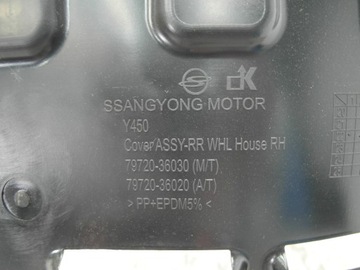 SSANGYONG MOTOR
Y450
Cover ASSY-RR WHL House RH
79720-36030 (M/T)
79720-36020 (A/T)
>PP+EPDM5%<